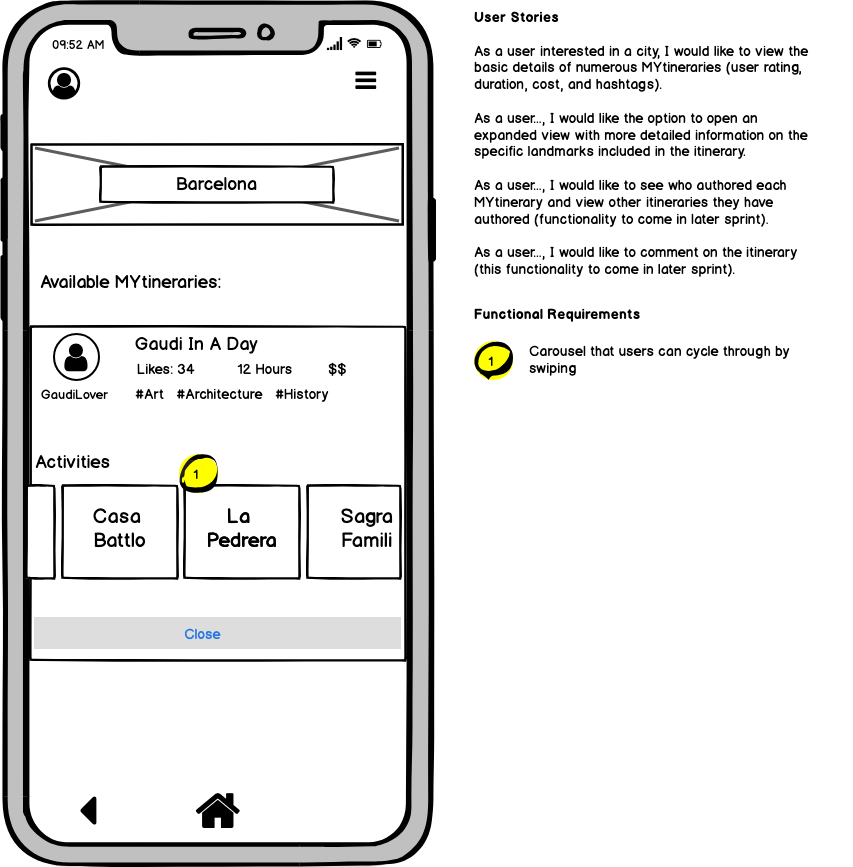 09:52 AM
Barcelona
Available MYtineraries:
Gaudi In A Day
Likes: 34 12 Hours $$
GaudiLover #Art #Architecture #History
Activities
1
Casa
Battlo
La
Pedrera
Sagra
Famili
Close
User Stories
As a user interested in a city, I would like to view the
basic details of numerous MYtineraries (user rating,
duration, cost, and hashtags).
As a user..., I would like the option to open an
expanded view with more detailed information on the
specific landmarks included in the itinerary.
As a user..., I would like to see who authored each
MYtinerary and view other itineraries they have
authored (functionality to come in later sprint).
As a user..., I would like to comment on the itinerary
(this functionality to come in later sprint).
Functional Requirements
1
Carousel that users can cycle through by
swiping